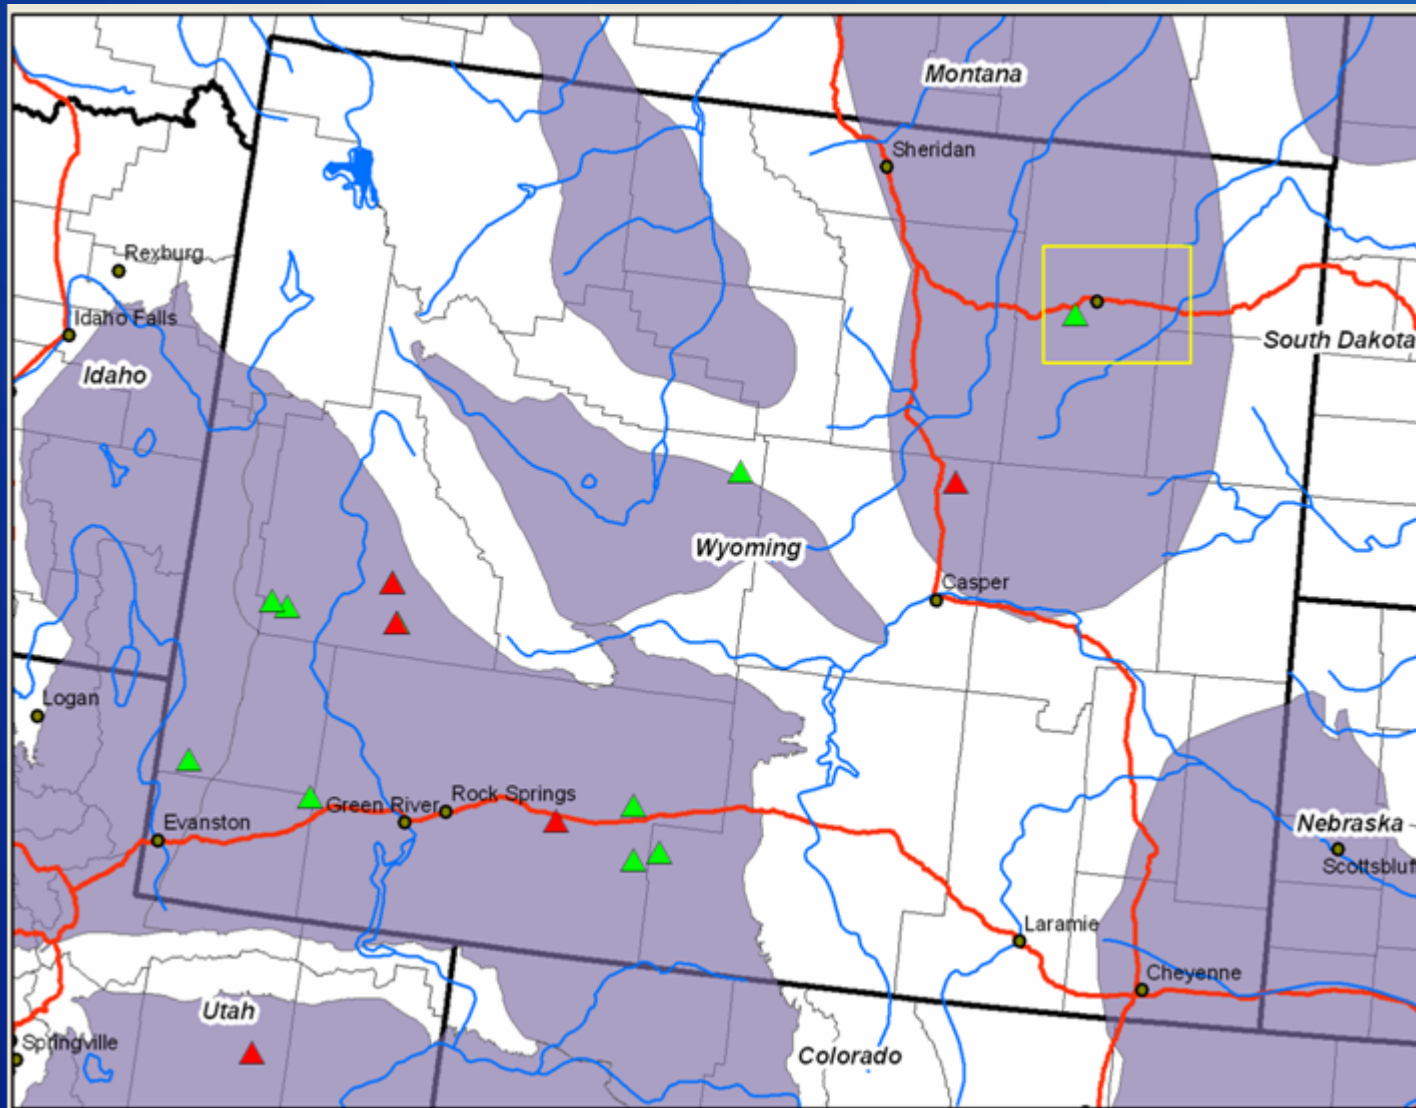 Montana
Sheridan
Rexburg
Idaho Falls
South Dakota
Idaho
Wyoming
Casper
Logan
Rock Springs
Green River
Evanston
Nebraska
Scottsbluff
Laramie
Cheyenne
Utah
Springville
Colorado